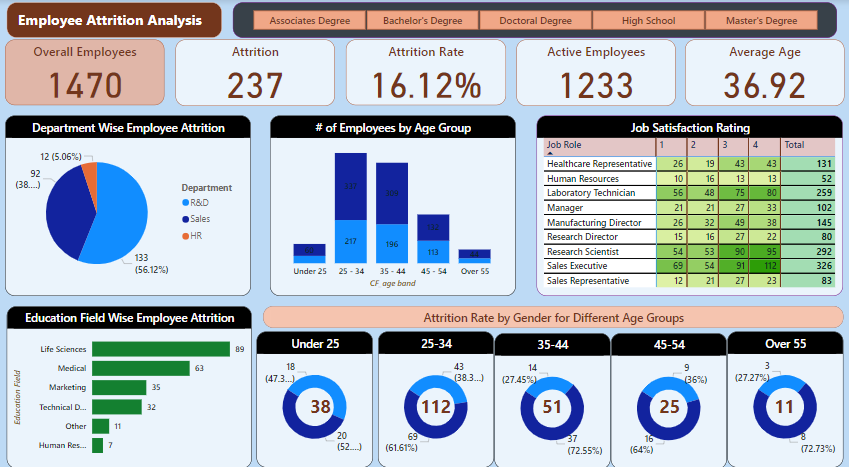 Employee Attrition Analysis
Associates Degree
Bachelor's Degree
Doctoral Degree
High School
Master's Degree
Overall Employees
1470
Attrition
237
Attrition Rate
16.12%
Active Employees
1233
Average Age
36.92
Department Wise Employee Attrition
12 (5.06%)
92
(38....)
133
(56.12%)
Department
R&D
Sales
HR
# of Employees by Age Group
217
196
113
Under 25
25 - 34
35 - 44
45 - 54
Over 55
CF_age band
Job Satisfaction Rating
Job Role 1 2 3 4 Total
Healthcare Representative 26 19 43 43 131
Human Resources 10 16 13 13 52
Laboratory Technician 56 48 75 80 259
Manager 21 21 27 33 102
Manufacturing Director 26 32 49 38 145
Research Director 15 16 27 22 80
Research Scientist 54 53 90 95 292
Sales Executive 69 54 91 112 326
Sales Representative 12 21 27 23 83
Education Field Wise Employee Attrition
Education Field
Life Sciences 89
Medical 63
Marketing 35
Technical D... 32
Other 11
Human Res... 7
Attrition Rate by Gender for Different Age Groups
Under 25
18
(47.3...)
38
20
(52....)
25-34
43
(38.3...)
112
69
(61.61%)
35-44
14
(27.45%)
51
37
(72.55%)
45-54
9
(36%)
25
16
(64%)
Over 55
3
(27.27%)
11
8
(72.73%)